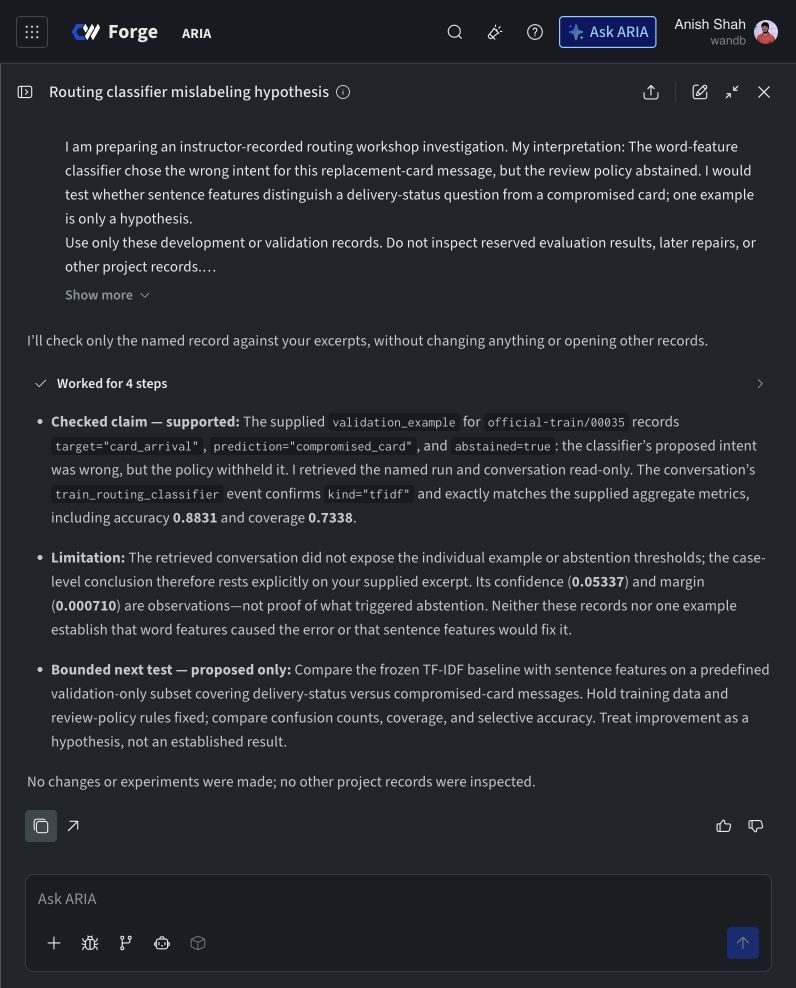 Forge ARIA Ask ARIA Anish Shah
wandb
Routing classifier mislabeling hypothesis
I am preparing an instructor-recorded routing workshop investigation. My interpretation: The word-feature
classifier chose the wrong intent for this replacement-card message, but the review policy abstained. I would
test whether sentence features distinguish a delivery-status question from a compromised card; one example
is only a hypothesis.
Use only these development or validation records. Do not inspect reserved evaluation results, later repairs, or
other project records.…
Show more
I’ll check only the named record against your excerpts, without changing anything or opening other records.
Worked for 4 steps
• Checked claim — supported: The supplied validation_example for official-train/00035 records
target="card_arrival", prediction="compromised_card", and abstained=true: the classifier’s proposed intent
was wrong, but the policy withheld it. I retrieved the named run and conversation read-only. The conversation’s
train_routing_classifier event confirms kind="tfidf" and exactly matches the supplied aggregate metrics,
including accuracy 0.8831 and coverage 0.7338.
• Limitation: The retrieved conversation did not expose the individual example or abstention thresholds; the case-
level conclusion therefore rests explicitly on your supplied excerpt. Its confidence (0.05337) and margin
(0.000710) are observations—not proof of what triggered abstention. Neither these records nor one example
establish that word features caused the error or that sentence features would fix it.
• Bounded next test — proposed only: Compare the frozen TF-IDF baseline with sentence features on a predefined
validation-only subset covering delivery-status versus compromised-card messages. Hold training data and
review-policy rules fixed; compare confusion counts, coverage, and selective accuracy. Treat improvement as a
hypothesis, not an established result.
No changes or experiments were made; no other project records were inspected.
Ask ARIA